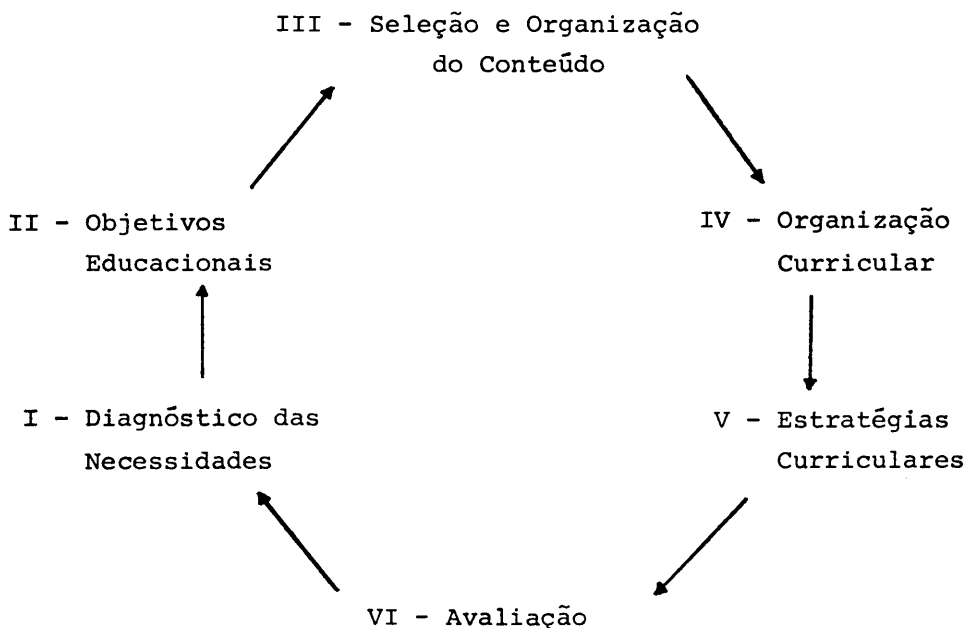 III - Seleção e Organização
do Conteúdo
II - Objetivos
Educacionais
IV - Organização
Curricular
I - Diagnóstico das
Necessidades
V - Estratégias
Curriculares
VI - Avaliação